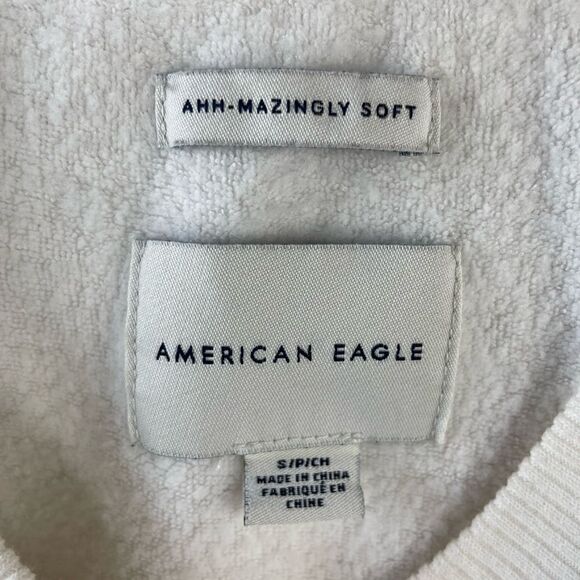 AHH-MAZINGLY SOFT
AMERICAN EAGLE
S/P/CH
MADE IN CHINA
FABRIQUÉ EN
CHINE